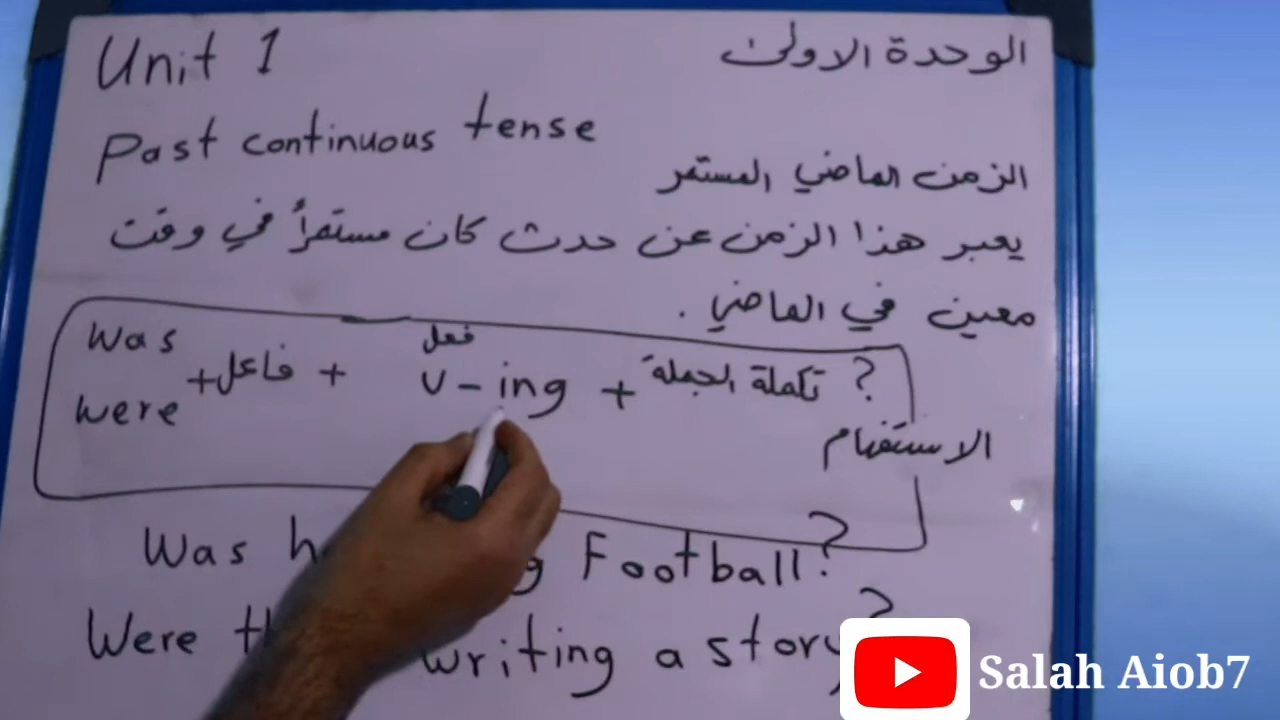 Unit 1
الوحدة الاولى
Past continuous tense
الزمن الماضي المستمر
يعبر هذا الزمن عن حدث كان مستمراً في وقت
معين في الماضي .
was
were
+ فاعل +
فعل
v-ing + تكملة الجملة ?
الاستفهام
Was Football?
Were writing a story?
Salah Aiob7